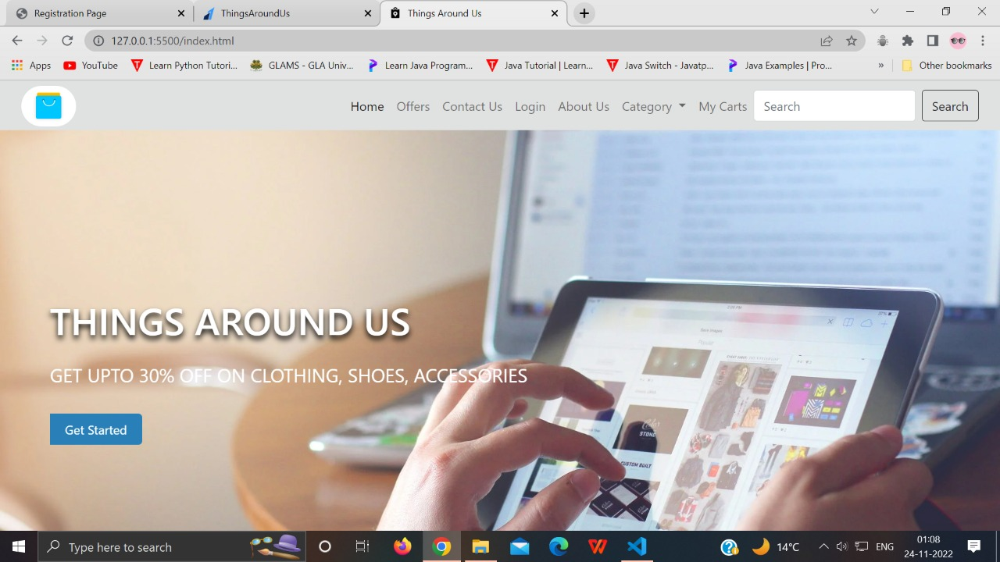 Registration Page
ThingsAroundUs
Things Around Us
127.0.0.1:5500/index.html
Apps
YouTube
Learn Python Tutori...
GLAMS - GLA Univ...
Learn Java Program...
Java Tutorial | Learn...
Java Switch - Javatp...
Java Examples | Pro...
»
Other bookmarks
Home
Offers
Contact Us
Login
About Us
Category
My Carts
Search
Search
THINGS AROUND US
GET UPTO 30% OFF ON CLOTHING, SHOES, ACCESSORIES
Get Started
STONE
CUSTOM BUILT
Type here to search
14°C
ENG
01:08
24-11-2022